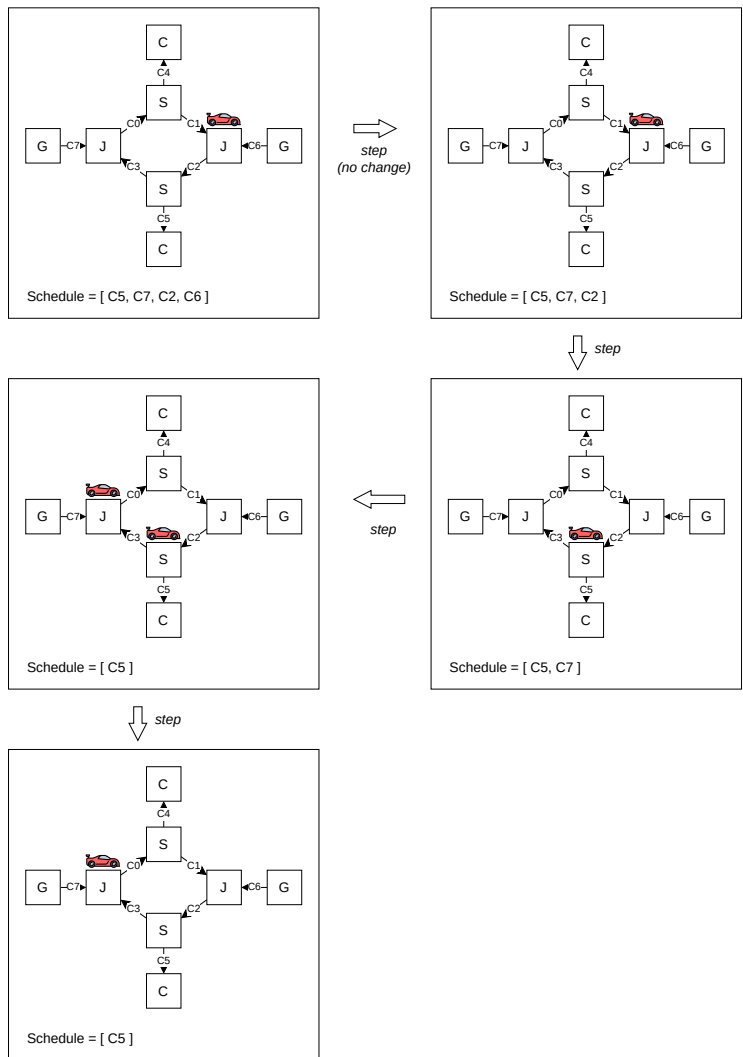 C
C4
S
C0
C1
G
C7
J
J
C6
G
C3
C2
S
C5
C
Schedule = [ C5, C7, C2, C6 ]
step
(no change)
C
C4
S
C0
C1
G
C7
J
J
C6
G
C3
C2
S
C5
C
Schedule = [ C5, C7, C2 ]
step
C
C4
S
C0
C1
G
C7
J
J
C6
G
C3
C2
S
C5
C
Schedule = [ C5, C7 ]
step
C
C4
S
C0
C1
G
C7
J
J
C6
G
C3
C2
S
C5
C
Schedule = [ C5 ]
step
C
C4
S
C0
C1
G
C7
J
J
C6
G
C3
C2
S
C5
C
Schedule = [ C5 ]